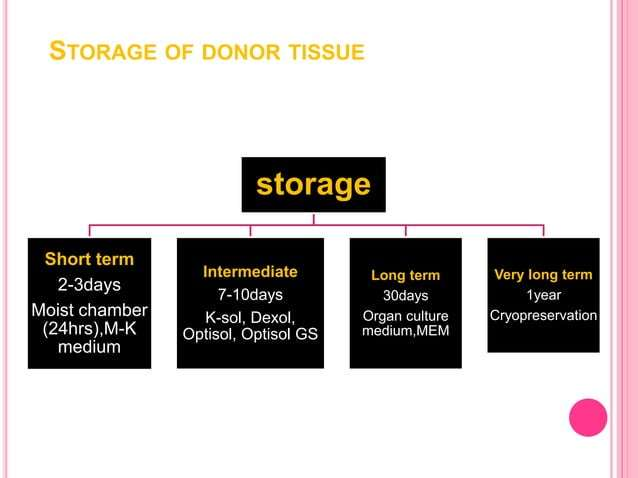 STORAGE OF DONOR TISSUE
storage
Short term
2-3days
Moist chamber
(24hrs),M-K
medium
Intermediate
7-10days
K-sol, Dexol,
Optisol, Optisol GS
Long term
30days
Organ culture
medium,MEM
Very long term
1year
Cryopreservation